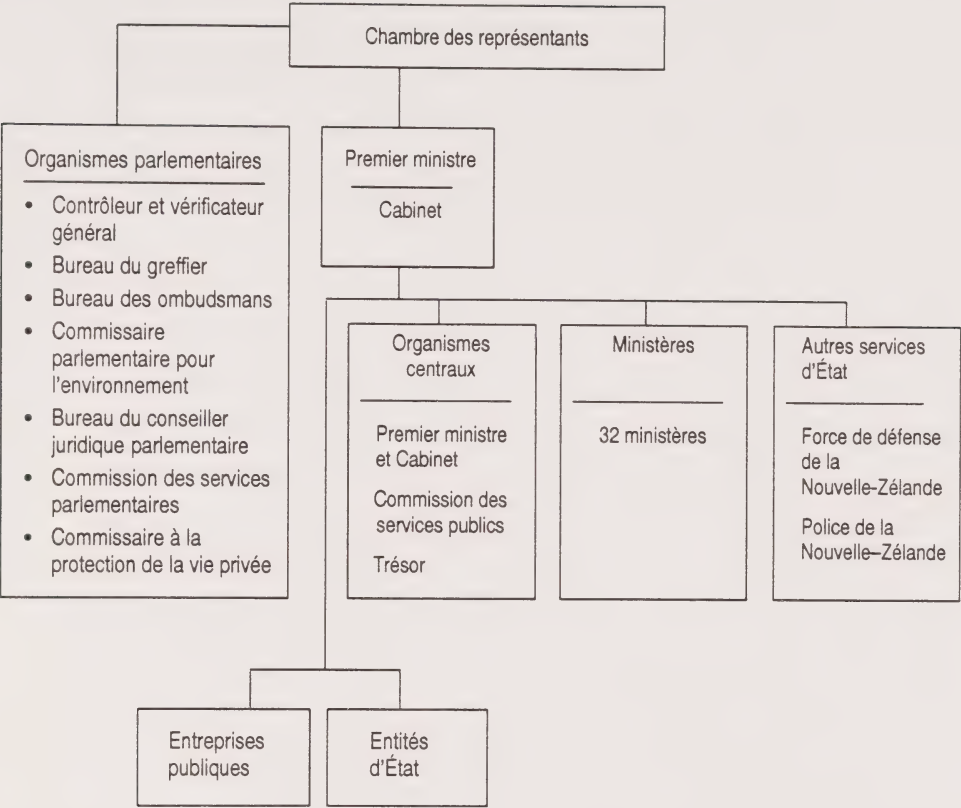 Chambre des représentants
Organismes parlementaires
• Contrôleur et vérificateur
général
• Bureau du greffier
• Bureau des ombudsmans
• Commissaire
parlementaire pour
l'environnement
• Bureau du conseiller
juridique parlementaire
• Commission des services
parlementaires
• Commissaire à la
protection de la vie privée
Premier ministre
Cabinet
Organismes
centraux
Premier ministre
et Cabinet
Commission des
services publics
Trésor
Ministères
32 ministères
Autres services
d'État
Force de défense
de la
Nouvelle-Zélande
Police de la
Nouvelle-Zélande
Entreprises
publiques
Entités
d'État